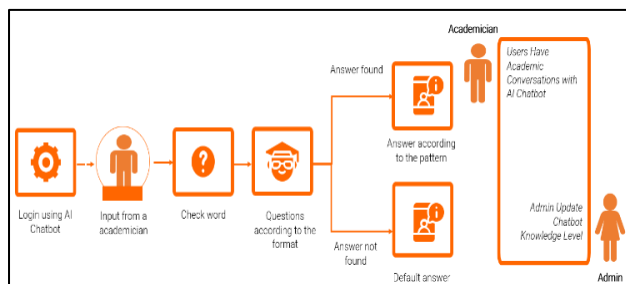 Academician
Users Have
Academic
Conversations with
AI Chatbot
Answer found
Answer according
to the pattern
Login using AI
Chatbot
Input from a
academician
Check word
Questions
according to the
format
Answer not
found
Default answer
Admin Update
Chatbot
Knowledge Level
Admin